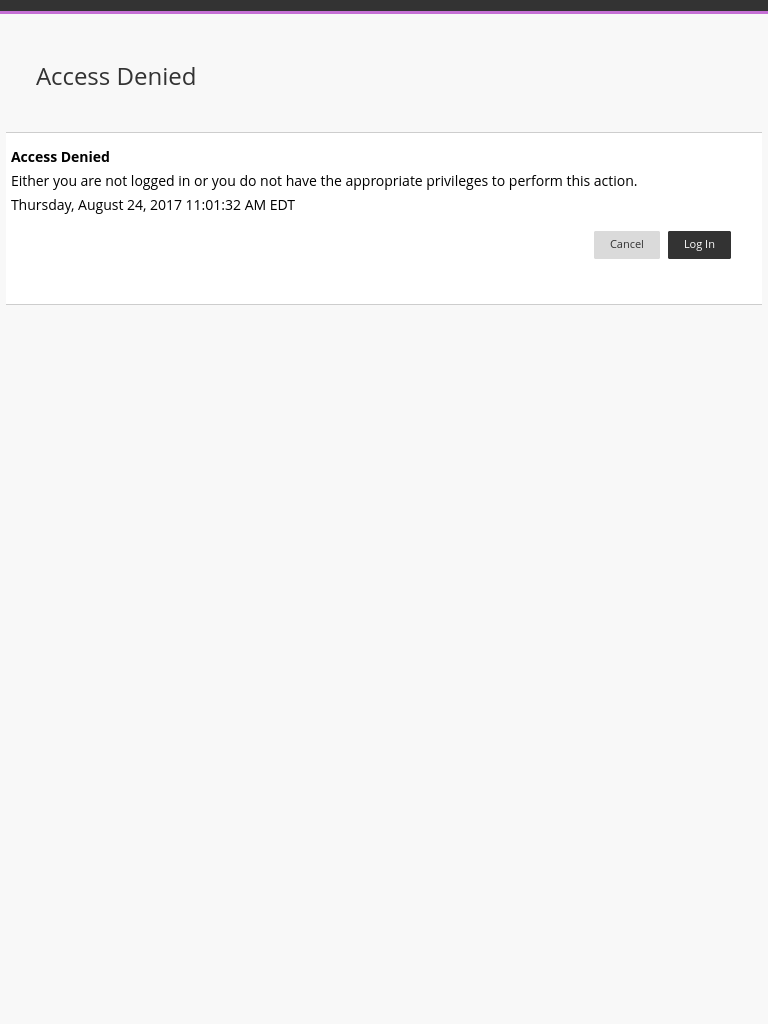 Access Denied
Access Denied
Either you are not logged in or you do not have the appropriate privileges to perform this action.
Thursday, August 24, 2017 11:01:32 AM EDT
Cancel Log In